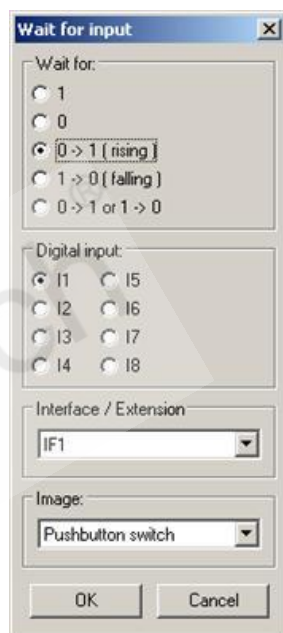 Wait for input
Wait for:
1
0
0 -> 1 ( rising )
1 -> 0 ( falling )
0 -> 1 or 1 -> 0
Digital input:
I1 I5
I2 I6
I3 I7
I4 I8
Interface / Extension
IF1
Image:
Pushbutton switch
OK Cancel